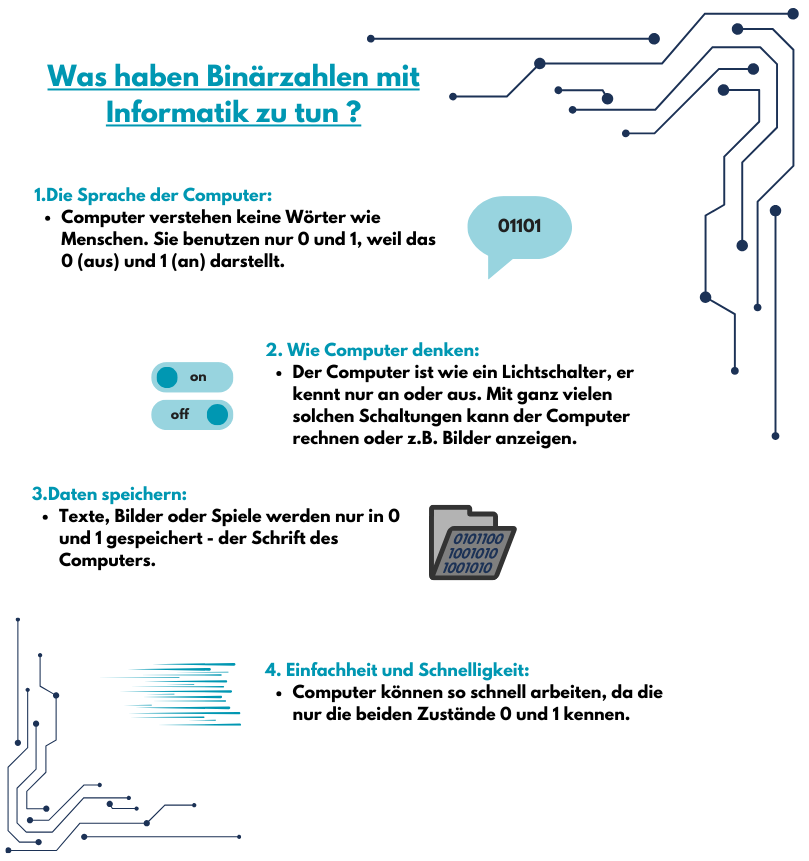 Was haben Binärzahlen mit
Informatik zu tun ?
1.Die Sprache der Computer:
• Computer verstehen keine Wörter wie
Menschen. Sie benutzen nur 0 und 1, weil das
0 (aus) und 1 (an) darstellt.
01101
2. Wie Computer denken:
• Der Computer ist wie ein Lichtschalter, er
kennt nur an oder aus. Mit ganz vielen
solchen Schaltungen kann der Computer
rechnen oder z.B. Bilder anzeigen.
on
off
3.Daten speichern:
• Texte, Bilder oder Spiele werden nur in 0
und 1 gespeichert - der Schrift des
Computers.
0101100
1001010
1001010
4. Einfachheit und Schnelligkeit:
• Computer können so schnell arbeiten, da die
nur die beiden Zustände 0 und 1 kennen.